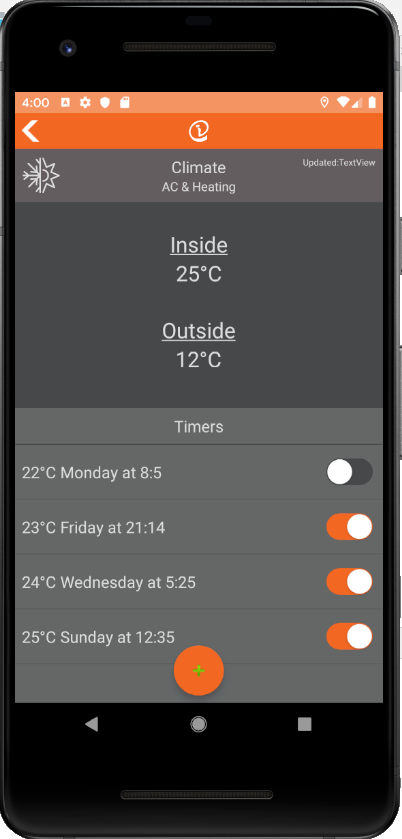 4:00
Climate
Updated:TextView
AC & Heating
Inside
25°C
Outside
12°C
Timers
22°C Monday at 8:5
23°C Friday at 21:14
24°C Wednesday at 5:25
25°C Sunday at 12:35
+